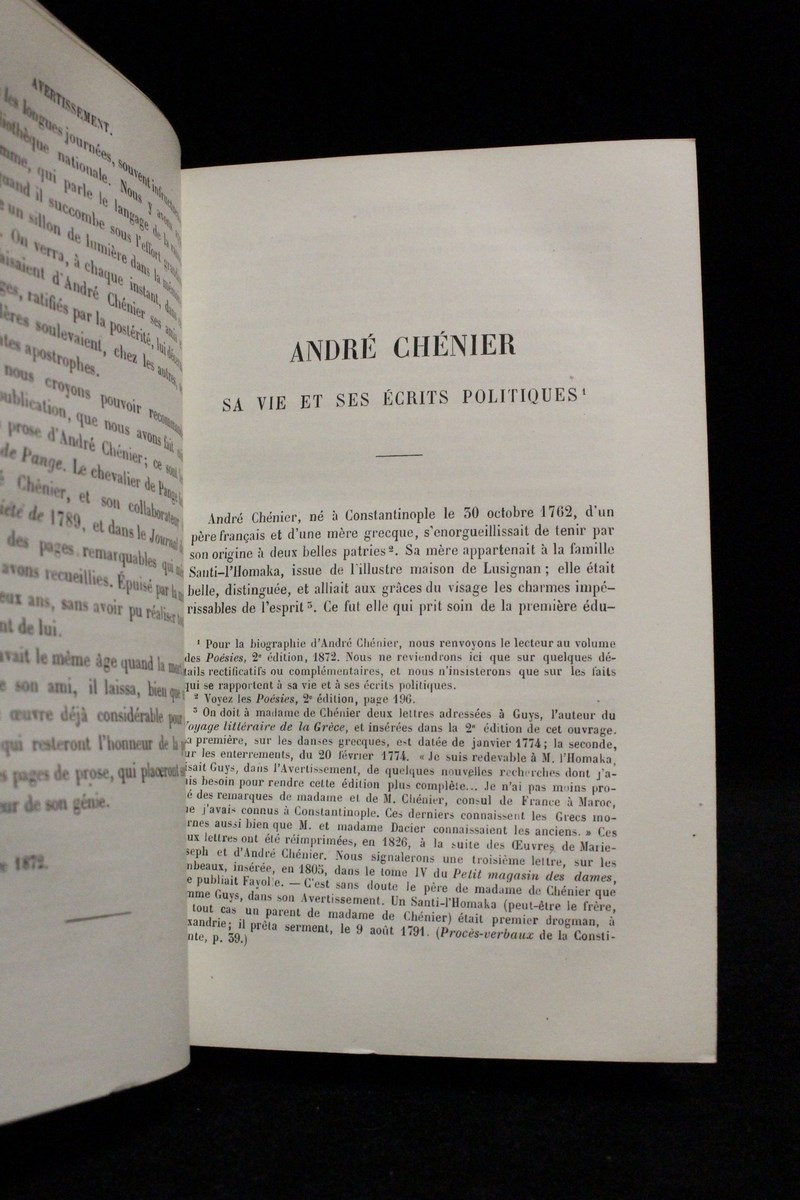 AVERTISSEMENT.
les longues journées, souvent
nationale. Nous y avons
qui parle le langage de la
quand il succombe sous l'effort
un sillon de lumière dans la
On verra, à chaque instant, dans
d'André Chénier ses
ratifiés par la postérité, lui
soulevaient, chez les autres,
apostrophes.
nous croyons pouvoir
publication, que nous avons fait
prose d'André Chénier; ce sont
de Pange. Le chevalier de Pange
Chénier, et son collaborateur
de 1789, et dans le Journal
des pages remarquables qui
avons recueillies. Épuisé par
ans, sans avoir pu réaliser
de lui.
avait le même âge quand la
son ami, il laissa, bien que
œuvre déjà considérable
qui resteront l'honneur de la
pages de prose, qui placeront
de son génie.
1872.
ANDRÉ CHÉNIER
SA VIE ET SES ÉCRITS POLITIQUES¹
André Chénier, né à Constantinople le 30 octobre 1762, d'un
père français et d'une mère grecque, s'enorgueillissait de tenir par
son origine à deux belles patries². Sa mère appartenait à la famille
Santi-l'Homaka, issue de l'illustre maison de Lusignan; elle était
belle, distinguée, et alliait aux grâces du visage les charmes impé-
rissables de l'esprit³. Ce fut elle qui prit soin de la première édu-
¹ Pour la biographie d'André Chénier, nous renvoyons le lecteur au volume
des Poésies, 2ᵉ édition, 1872. Nous ne reviendrons ici que sur quelques dé-
tails rectificatifs ou complémentaires, et nous n'insisterons que sur les faits
qui se rapportent à sa vie et à ses écrits politiques.
² Voyez les Poésies, 2ᵉ édition, page 196.
³ On doit à madame de Chénier deux lettres adressées à Guys, l'auteur du
oyage littéraire de la Grèce, et insérées dans la 2ᵉ édition de cet ouvrage.
a première, sur les danses grecques, est datée de janvier 1774; la seconde,
ur les enterrements, du 20 février 1774. « Je suis redevable à M. l'Homaka,
isait Guys, dans l'Avertissement, de quelques nouvelles recherches dont j'a-
is besoin pour rendre cette édition plus complète... Je n'ai pas moins pro-
é des remarques de madame et de M. Chénier, consul de France à Maroc,
e j'avais connus à Constantinople. Ces derniers connaissent les Grecs mo-
rnes aussi bien que M. et madame Dacier connaissaient les anciens. » Ces
ux lettres ont été réimprimées, en 1826, à la suite des Œuvres de Marie-
seph et d'André Chénier. Nous signalerons une troisième lettre, sur les
nbeaux, insérée, en 1805, dans le tome IV du Petit magasin des dames,
e publiait Fayolle. — C'est sans doute le père de madame de Chénier que
nme Guys, dans son Avertissement. Un Santi-l'Homaka (peut-être le frère,
tout cas un parent de madame de Chénier) était premier drogman, à
xandrie; il prêta serment, le 9 août 1791. (Procès-verbaux de la Consti-
nte, p. 39.)